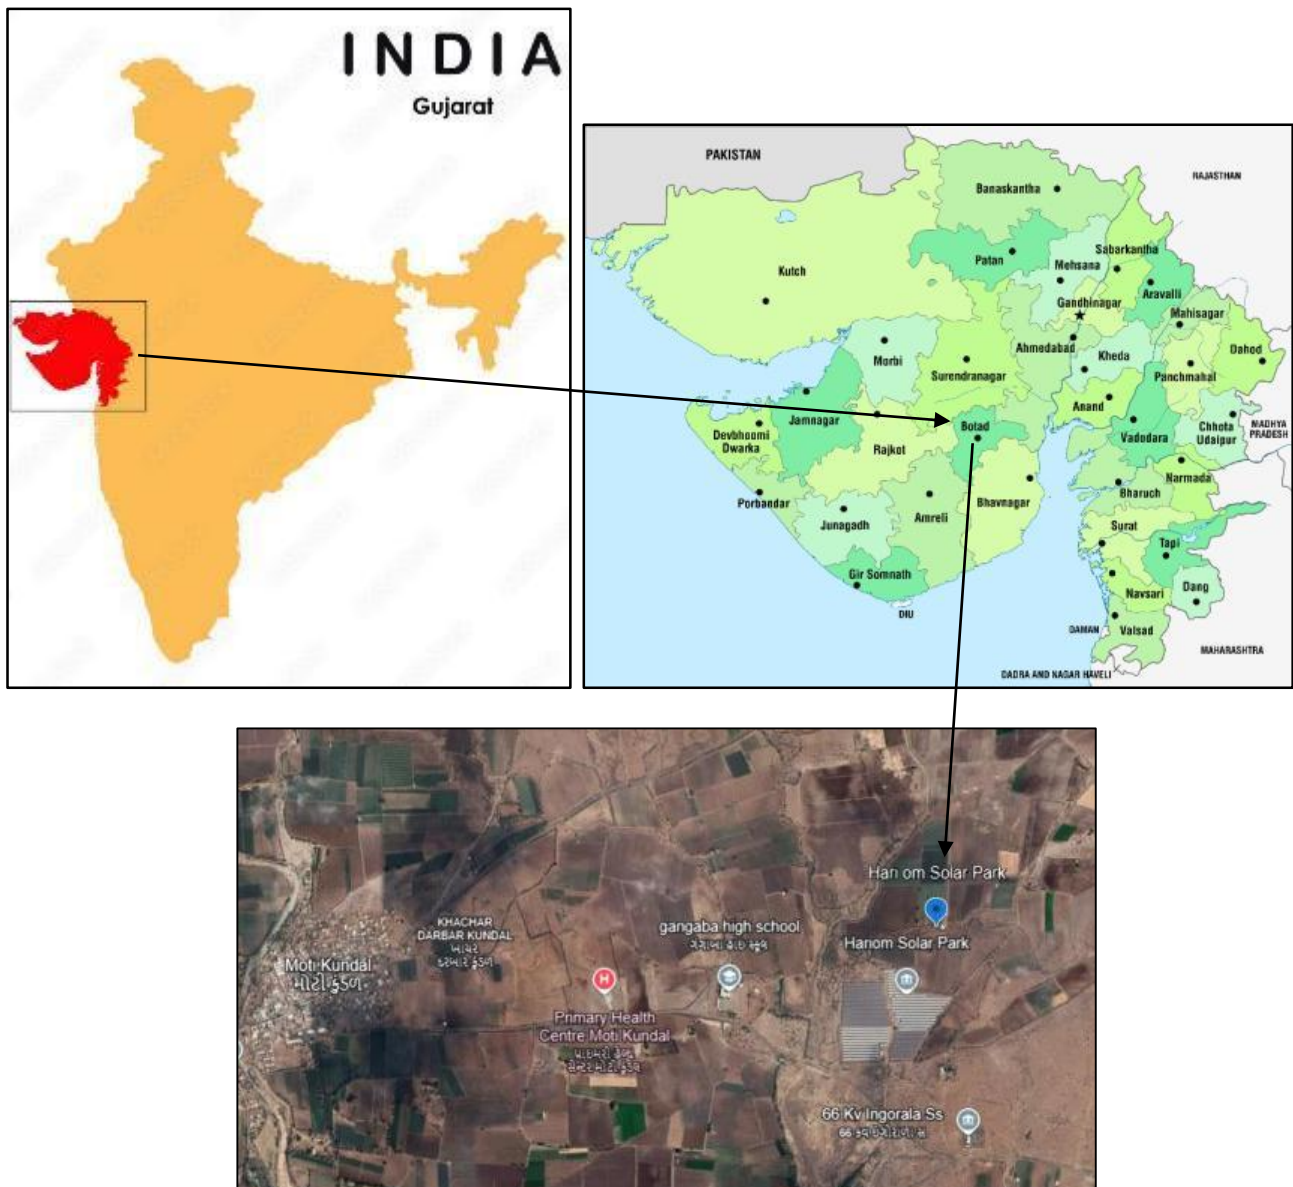 INDIA
Gujarat
PAKISTAN
RAJASTHAN
Banaskantha
Sabarkantha
Patan
Mehsana
Kutch
Aravalli
Gandhinagar
Mahisagar
Ahmedabad
Morbi
Kheda
Dahod
Surendranagar
Panchmahal
Anand
Jamnagar
Botad
Devbhoomi
Dwarka
Rajkot
Vadodara
Chhota
Udaipur
MADHYA
PRADESH
Narmada
Bharuch
Porbandar
Bhavnagar
Amreli
Junagadh
Surat
Tapi
Gir Somnath
Dang
Navsari
DIU
DAMAN
Valsad
MAHARASHTRA
DADRA AND NAGAR HAVELI
Hari om Solar Park
KHACHAR
DARBAR KUNDAL
ખાચર
દરબાર કુંડળ
gangaba high school
ગંગાબા હાઇ સ્કૂલ
Hariom Solar Park
Moti Kundal
મોટી કુંડળ
H
Primary Health
Centre Moti Kundal
66 Kv Ingorala Ss